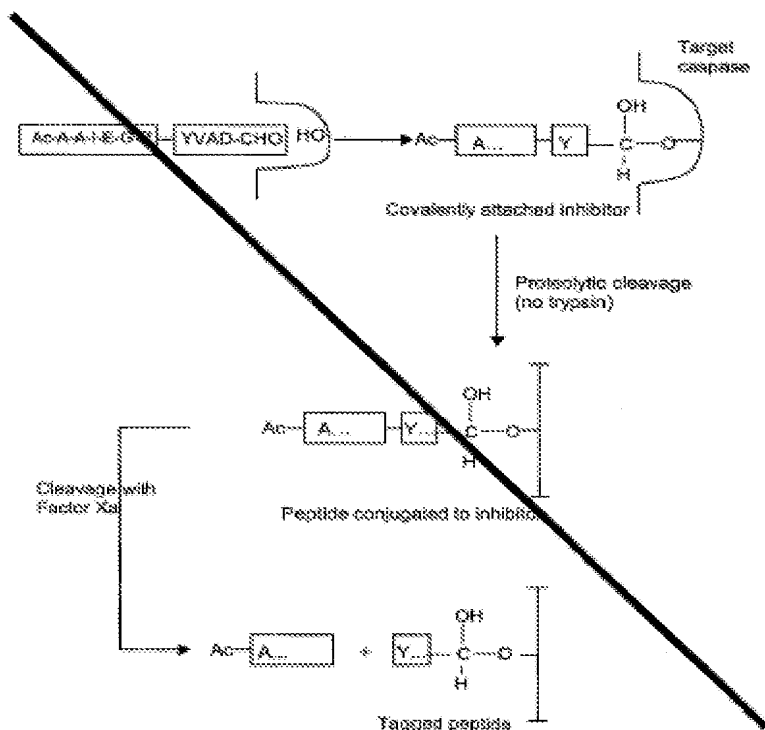 Target
caspase
OH
YVAD-CHO HO Ac A... Y C O
H
Covalently attached inhibitor
Proteolytic cleavage
(no trypsin)
OH
Ac A... Y... C O
H
Cleavage with
Factor Xa
Peptide conjugated to inhibitor
OH
Ac A... + Y... C O
H
Tagged peptide